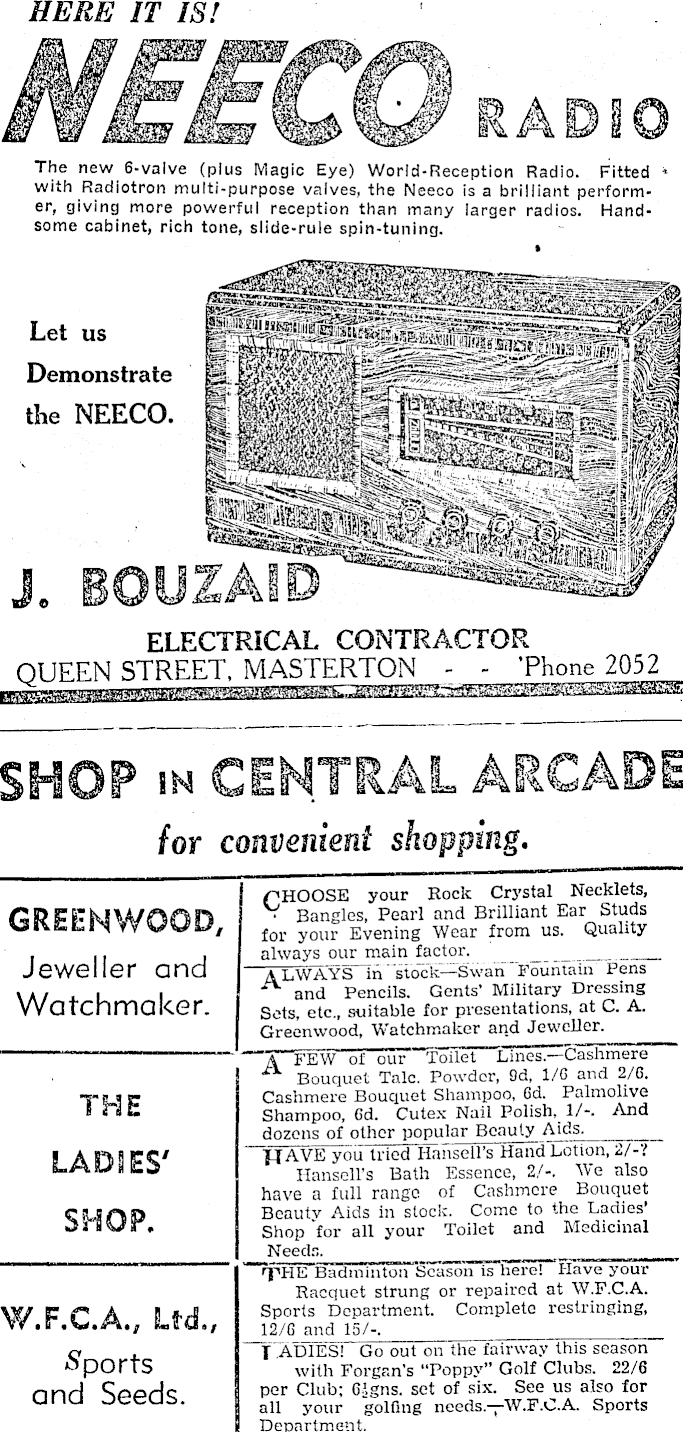 HERE IT IS!
NEECO RADIO
The new 6-valve (plus Magic Eye) World-Reception Radio. Fitted
with Radiotron multi-purpose valves, the Neeco is a brilliant perform-
er, giving more powerful reception than many larger radios. Hand-
some cabinet, rich tone, slide-rule spin-tuning.
Let us
Demonstrate
the NEECO.
J. BOUZAID
ELECTRICAL CONTRACTOR
QUEEN STREET, MASTERTON - - 'Phone 2052
SHOP IN CENTRAL ARCADE
for convenient shopping.
GREENWOOD,
Jeweller and
Watchmaker.
CHOOSE your Rock Crystal Necklets,
Bangles, Pearl and Brilliant Ear Studs
for your Evening Wear from us. Quality
always our main factor.
ALWAYS in stock—Swan Fountain Pens
and Pencils. Gents' Military Dressing
Sets, etc., suitable for presentations, at C. A.
Greenwood, Watchmaker and Jeweller.
THE
LADIES'
SHOP.
A FEW of our Toilet Lines.—Cashmere
Bouquet Talc. Powder, 9d, 1/6 and 2/6.
Cashmere Bouquet Shampoo, 6d. Palmolive
Shampoo, 6d. Cutex Nail Polish, 1/-. And
dozens of other popular Beauty Aids.
HAVE you tried Hansell's Hand Lotion, 2/-?
Hansell's Bath Essence, 2/-. We also
have a full range of Cashmere Bouquet
Beauty Aids in stock. Come to the Ladies'
Shop for all your Toilet and Medicinal
Needs.
W.F.C.A., Ltd.,
Sports
and Seeds.
THE Badminton Season is here! Have your
Racquet strung or repaired at W.F.C.A.
Sports Department. Complete restringing,
12/6 and 15/-.
LADIES! Go out on the fairway this season
with Forgan's "Poppy" Golf Clubs. 22/6
per Club; 6½gns. set of six. See us also for
all your golfing needs.—W.F.C.A. Sports
Department.